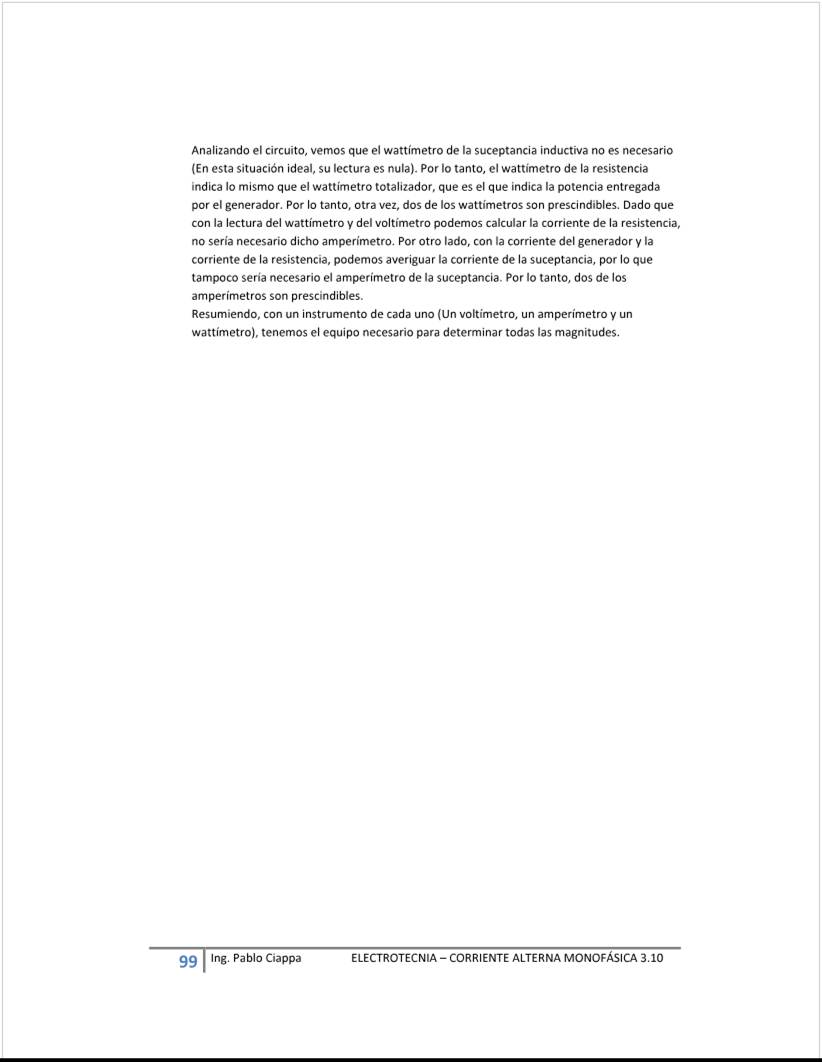 Analizando el circuito, vemos que el wattímetro de la suceptancia inductiva no es necesario
(En esta situación ideal, su lectura es nula). Por lo tanto, el wattímetro de la resistencia
indica lo mismo que el wattímetro totalizador, que es el que indica la potencia entregada
por el generador. Por lo tanto, otra vez, dos de los wattímetros son prescindibles. Dado que
con la lectura del wattímetro y del voltímetro podemos calcular la corriente de la resistencia,
no sería necesario dicho amperímetro. Por otro lado, con la corriente del generador y la
corriente de la resistencia, podemos averiguar la corriente de la suceptancia, por lo que
tampoco sería necesario el amperímetro de la suceptancia. Por lo tanto, dos de los
amperímetros son prescindibles.
Resumiendo, con un instrumento de cada uno (Un voltímetro, un amperímetro y un
wattímetro), tenemos el equipo necesario para determinar todas las magnitudes.
99 Ing. Pablo Ciappa ELECTROTECNIA – CORRIENTE ALTERNA MONOFÁSICA 3.10